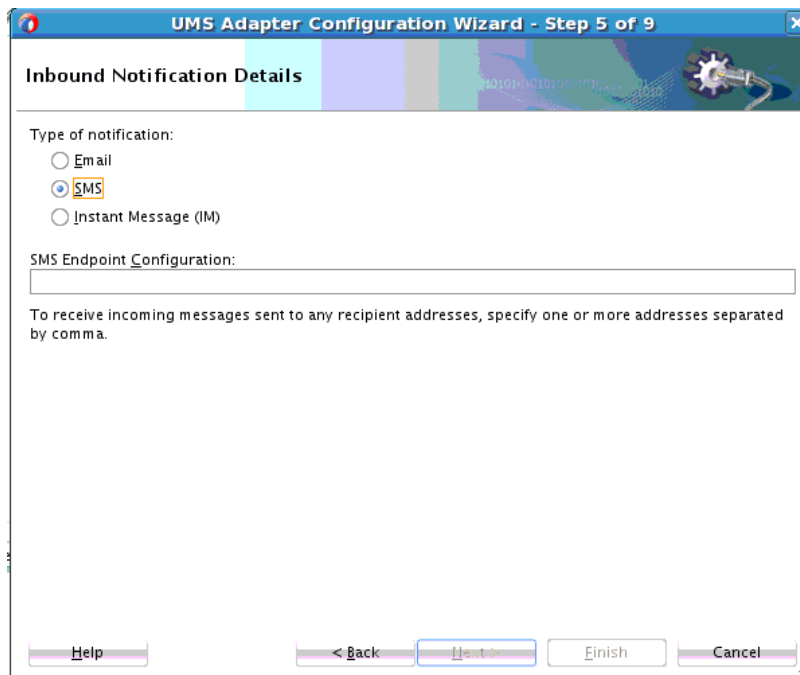 UMS Adapter Configuration Wizard - Step 5 of 9
Inbound Notification Details
Type of notification:
Email
SMS
Instant Message (IM)
SMS Endpoint Configuration:
To receive incoming messages sent to any recipient addresses, specify one or more addresses separated
by comma.
Help
< Back
Next >
Finish
Cancel